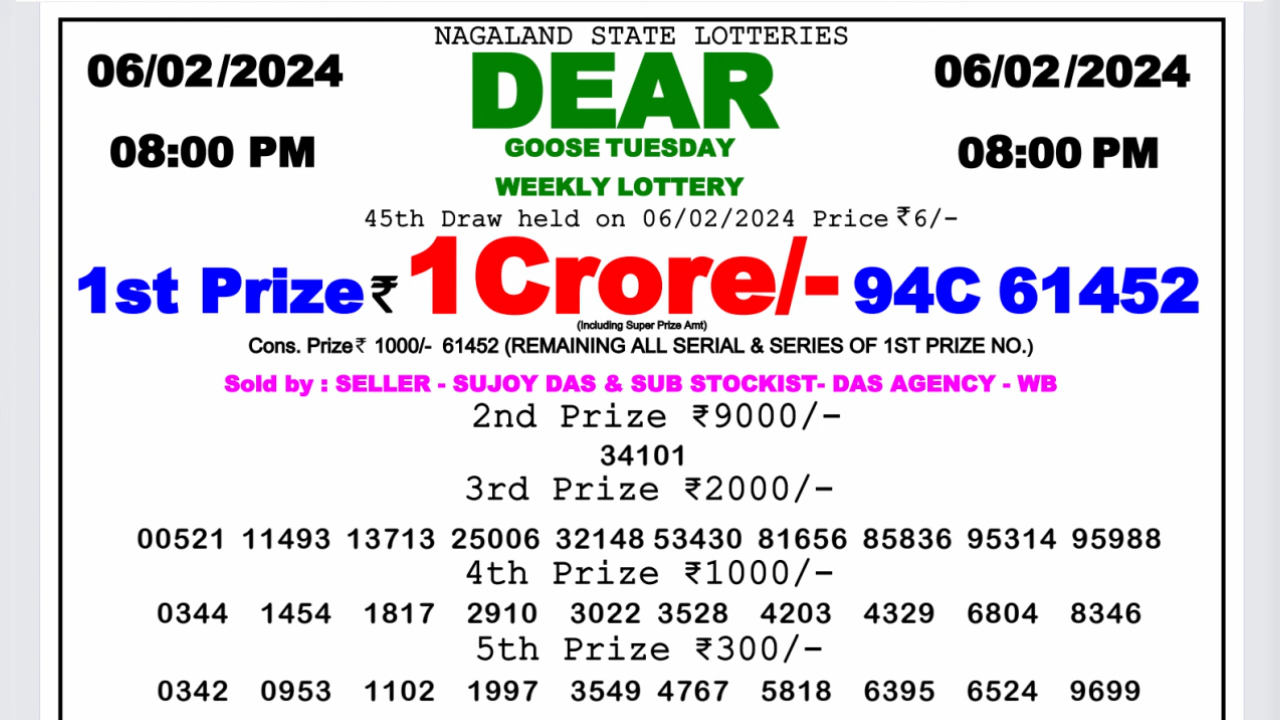 NAGALAND STATE LOTTERIES
06/02/2024 DEAR 06/02/2024
08:00 PM GOOSE TUESDAY 08:00 PM
WEEKLY LOTTERY
45th Draw held on 06/02/2024 Price ₹6/-
1st Prize ₹ 1Crore/- 94C 61452
(Including Super Prize Amt)
Cons. Prize ₹ 1000/- 61452 (REMAINING ALL SERIAL & SERIES OF 1ST PRIZE NO.)
Sold by : SELLER - SUJOY DAS & SUB STOCKIST- DAS AGENCY - WB
2nd Prize ₹9000/-
34101
3rd Prize ₹2000/-
00521 11493 13713 25006 32148 53430 81656 85836 95314 95988
4th Prize ₹1000/-
0344 1454 1817 2910 3022 3528 4203 4329 6804 8346
5th Prize ₹300/-
0342 0953 1102 1997 3549 4767 5818 6395 6524 9699